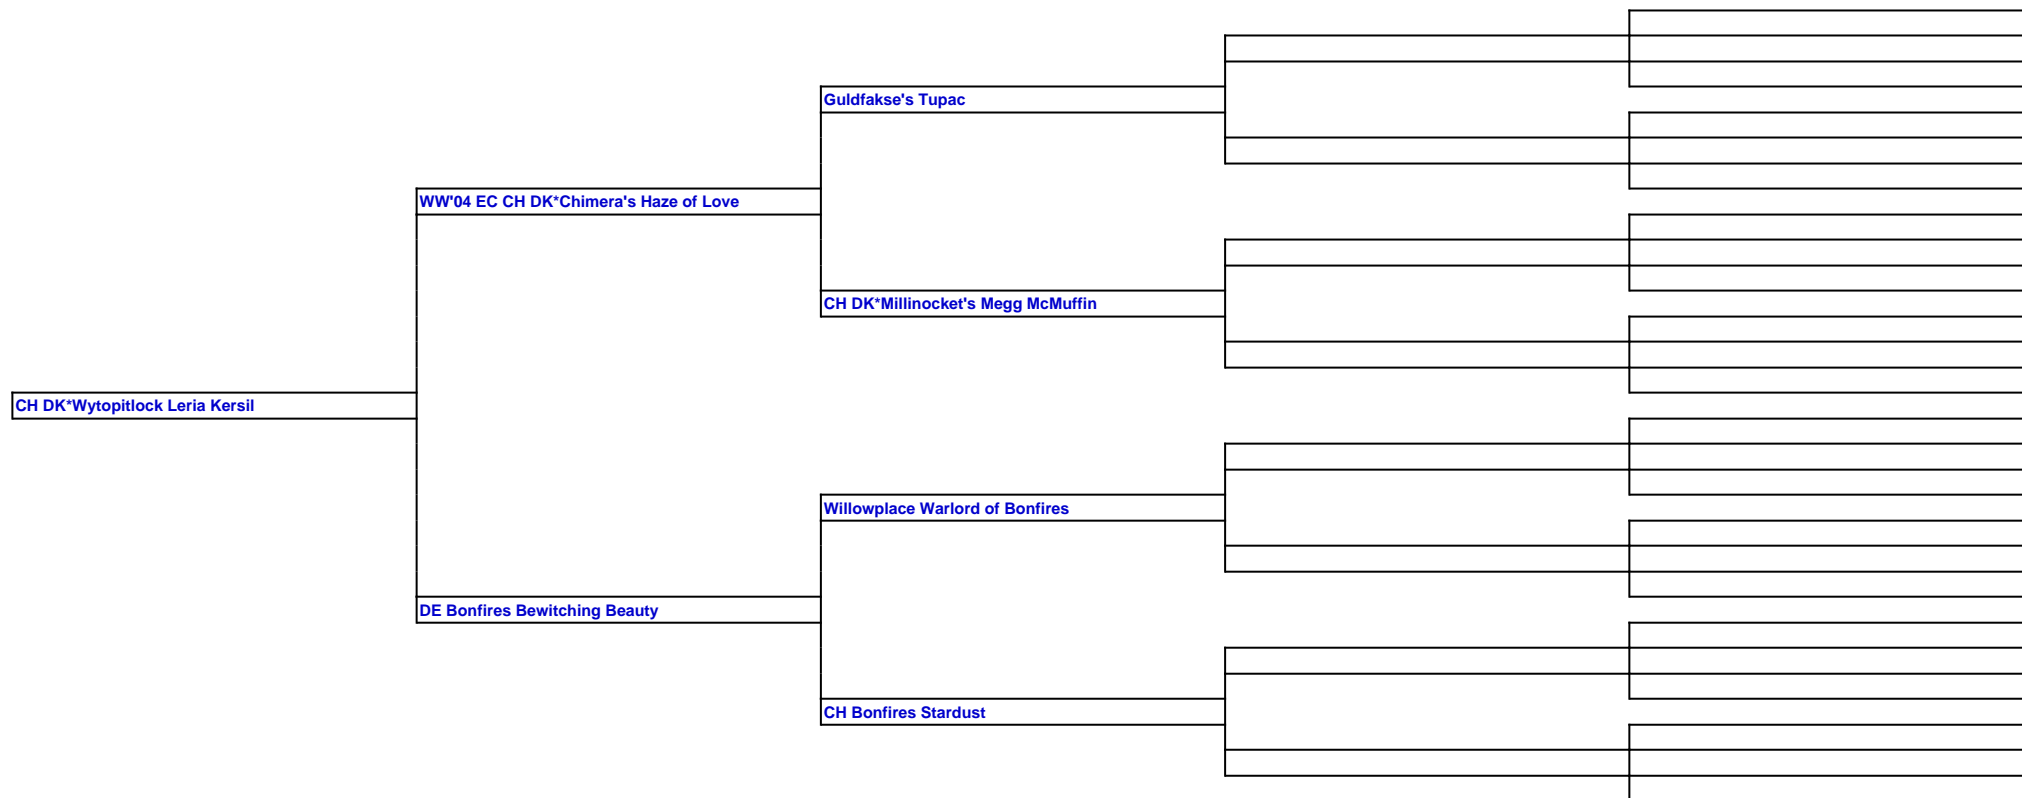 Guldfakse's Tupac
WW'04 EC CH DK*Chimera's Haze of Love
CH DK*Millinocket's Megg McMuffin
CH DK*Wytopitlock Leria Kersil
Willowplace Warlord of Bonfires
DE Bonfires Bewitching Beauty
CH Bonfires Stardust